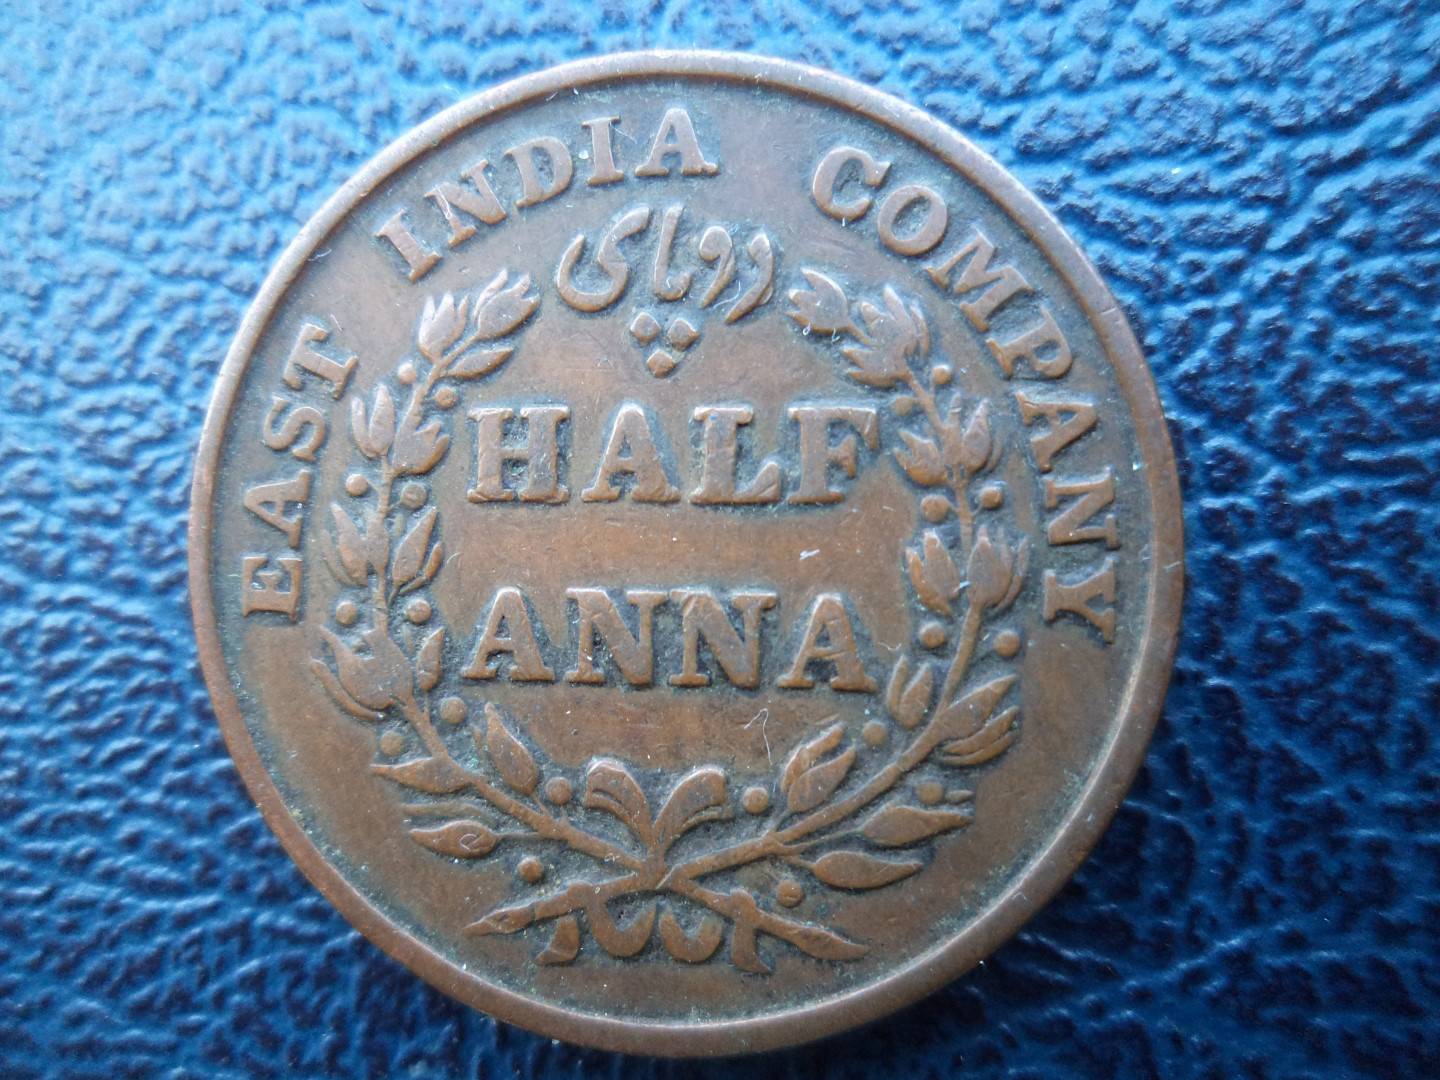 EAST INDIA COMPANY
دو پای
HALF
ANNA